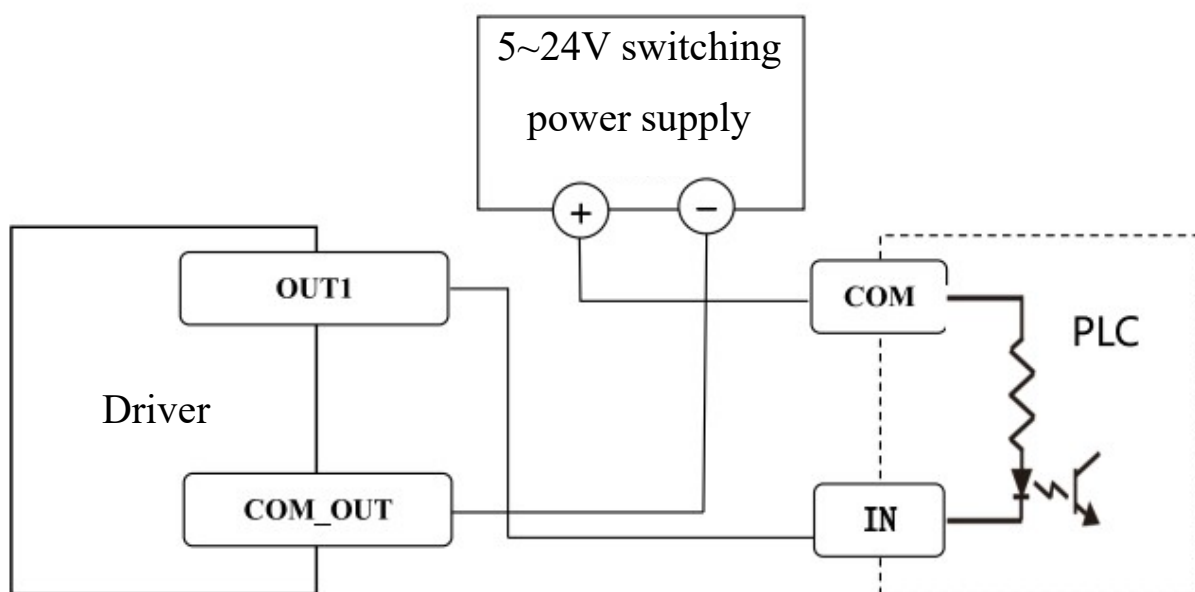 5~24V switching
power supply
+
−
OUT1
COM
PLC
Driver
COM_OUT
IN